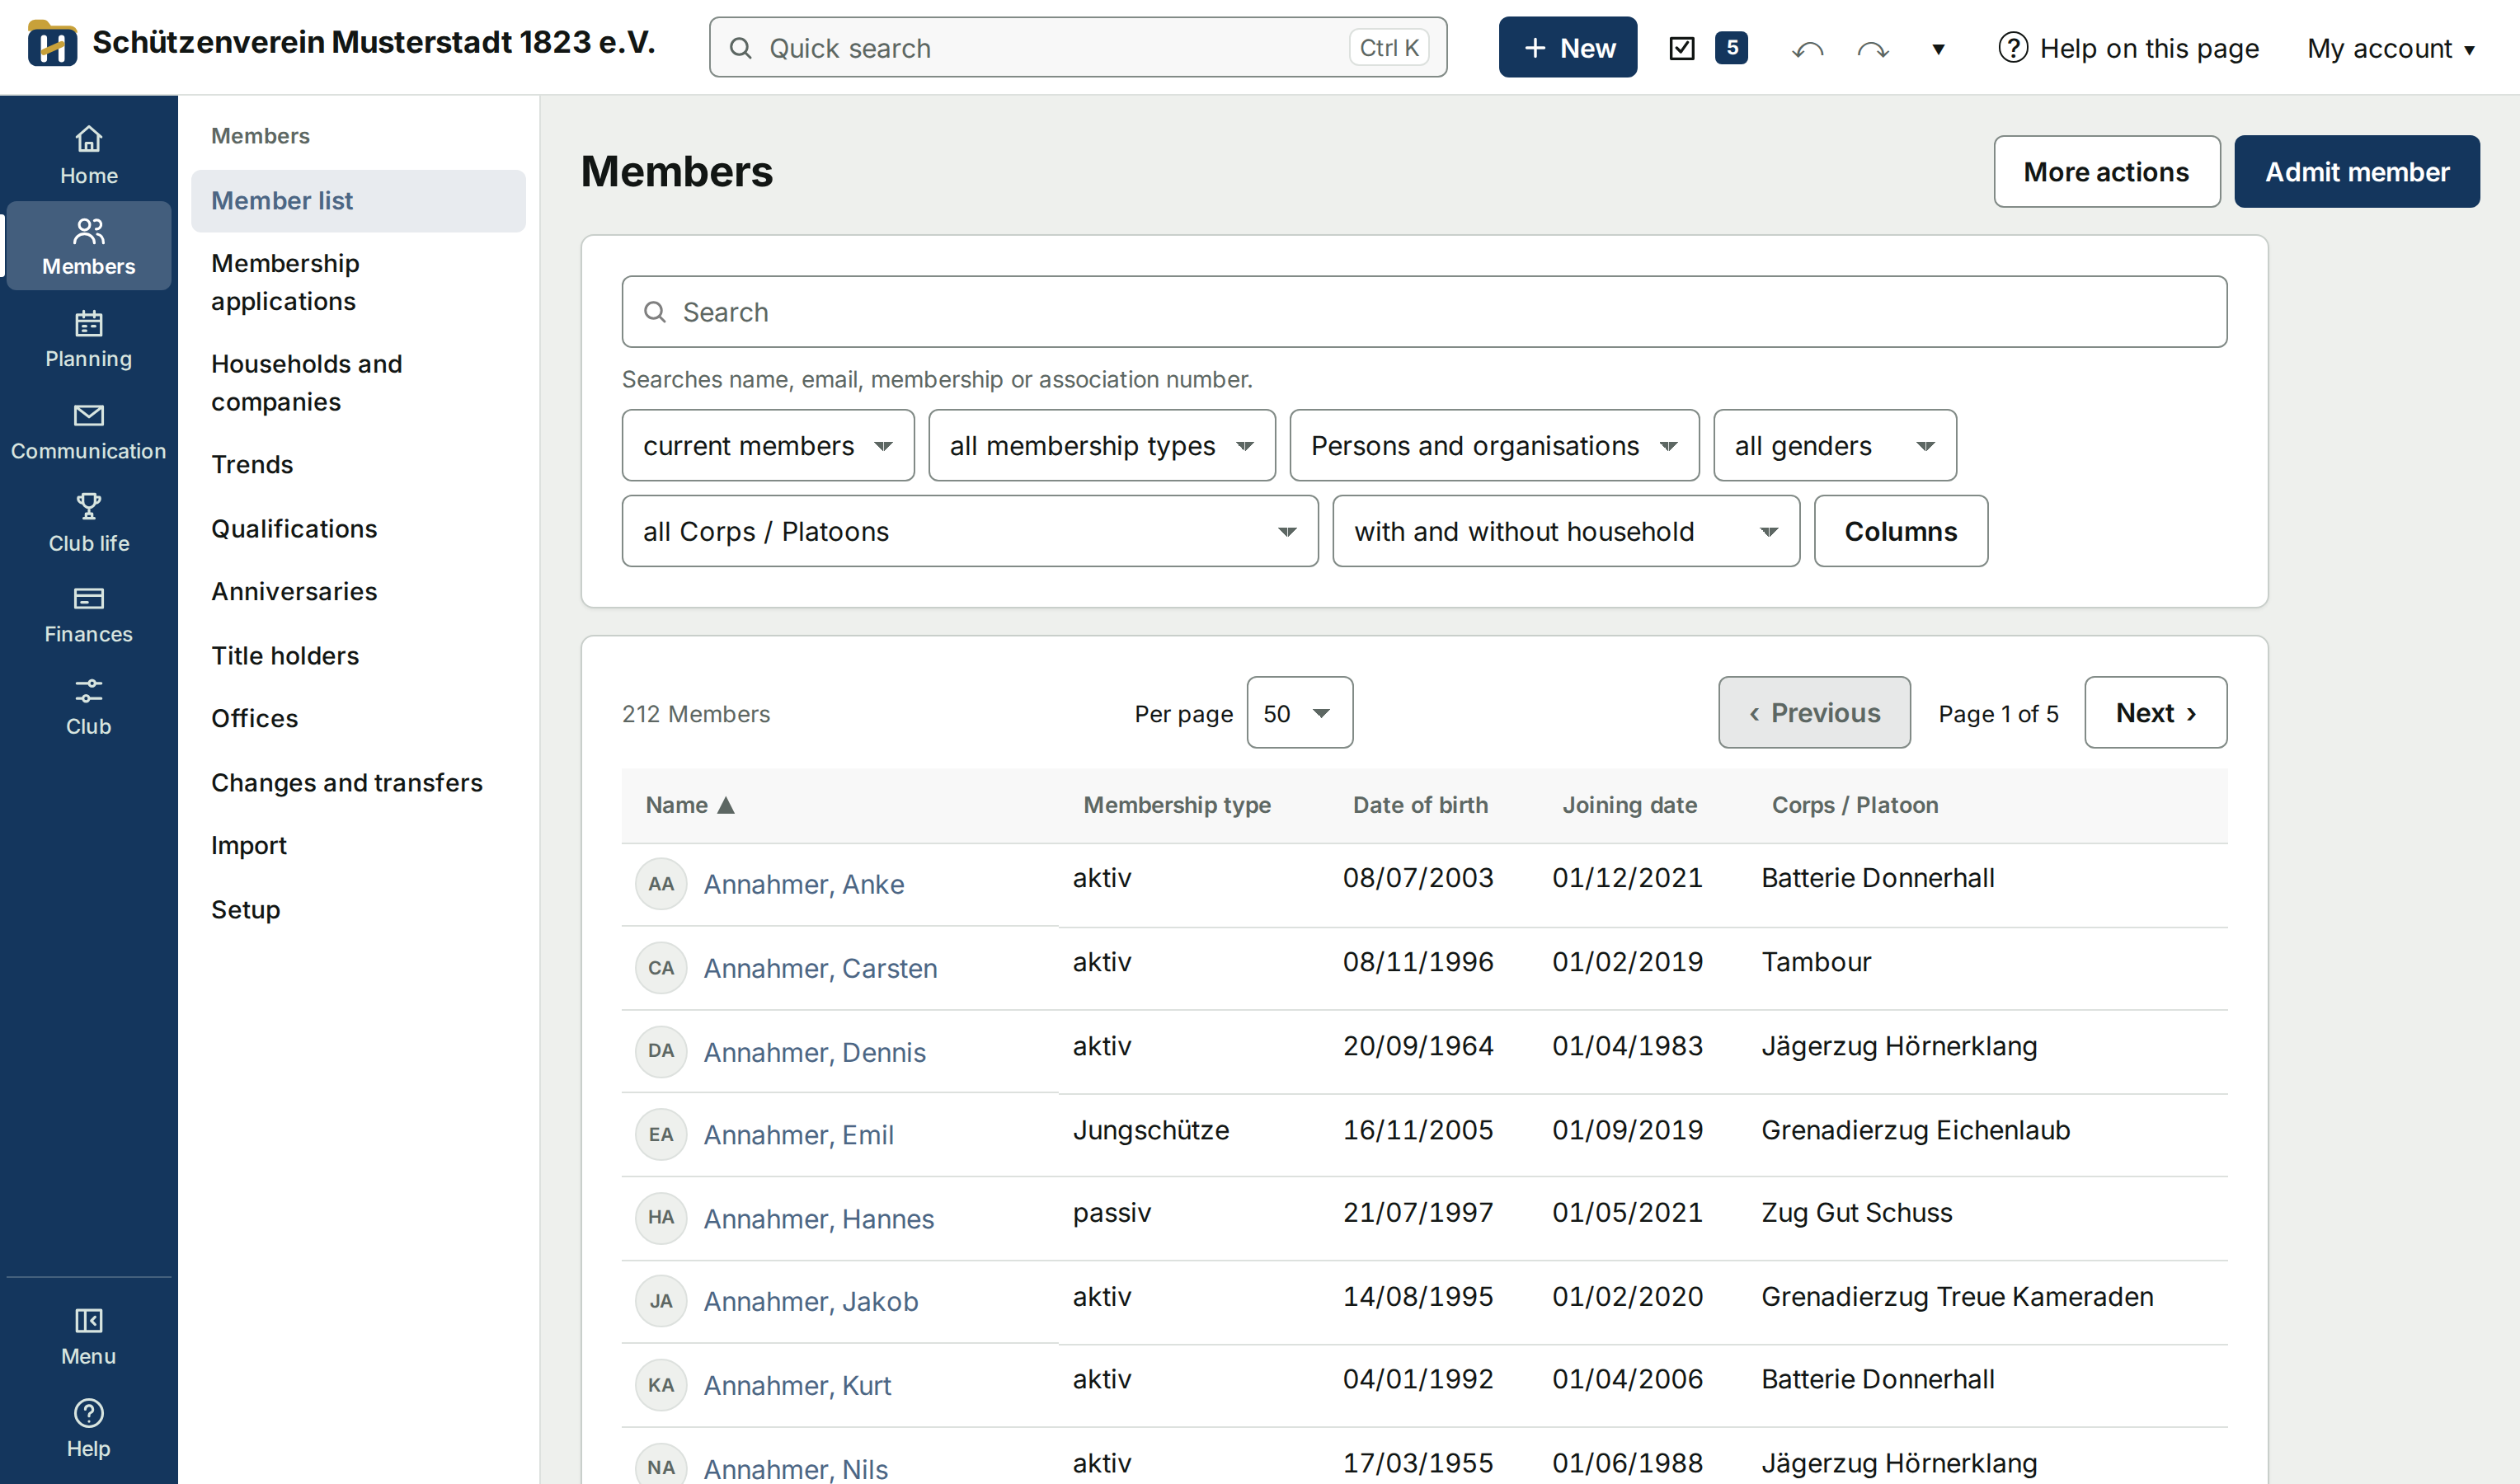 Schützenverein Musterstadt 1823 e.V.
Quick search
Ctrl K
+ New
5
Help on this page
My account
Home
Members
Planning
Communication
Club life
Finances
Club
Menu
Help
Members
Member list
Membership
applications
Households and
companies
Trends
Qualifications
Anniversaries
Title holders
Offices
Changes and transfers
Import
Setup
Members
More actions
Admit member
Search
Searches name, email, membership or association number.
current members
all membership types
Persons and organisations
all genders
all Corps / Platoons
with and without household
Columns
212 Members
Per page 50
‹ Previous
Page 1 of 5
Next ›
Name ▲ Membership type Date of birth Joining date Corps / Platoon
AA Annahmer, Anke aktiv 08/07/2003 01/12/2021 Batterie Donnerhall
CA Annahmer, Carsten aktiv 08/11/1996 01/02/2019 Tambour
DA Annahmer, Dennis aktiv 20/09/1964 01/04/1983 Jägerzug Hörnerklang
EA Annahmer, Emil Jungschütze 16/11/2005 01/09/2019 Grenadierzug Eichenlaub
HA Annahmer, Hannes passiv 21/07/1997 01/05/2021 Zug Gut Schuss
JA Annahmer, Jakob aktiv 14/08/1995 01/02/2020 Grenadierzug Treue Kameraden
KA Annahmer, Kurt aktiv 04/01/1992 01/04/2006 Batterie Donnerhall
NA Annahmer, Nils aktiv 17/03/1955 01/06/1988 Jägerzug Hörnerklang